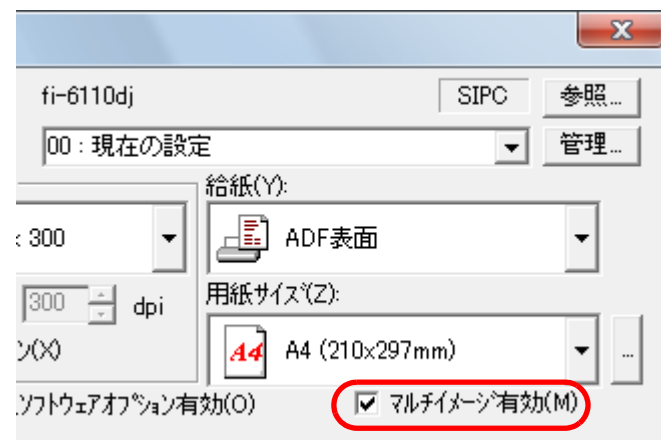 fi-6110dj SIPC 参照...
00 : 現在の設定 管理...
給紙(Y):
300 ADF表面
300 dpi 用紙サイズ(Z):
ン(X) A4 A4 (210x297mm) ...
ソフトウェアオプション有効(O) マルチイメージ有効(M)